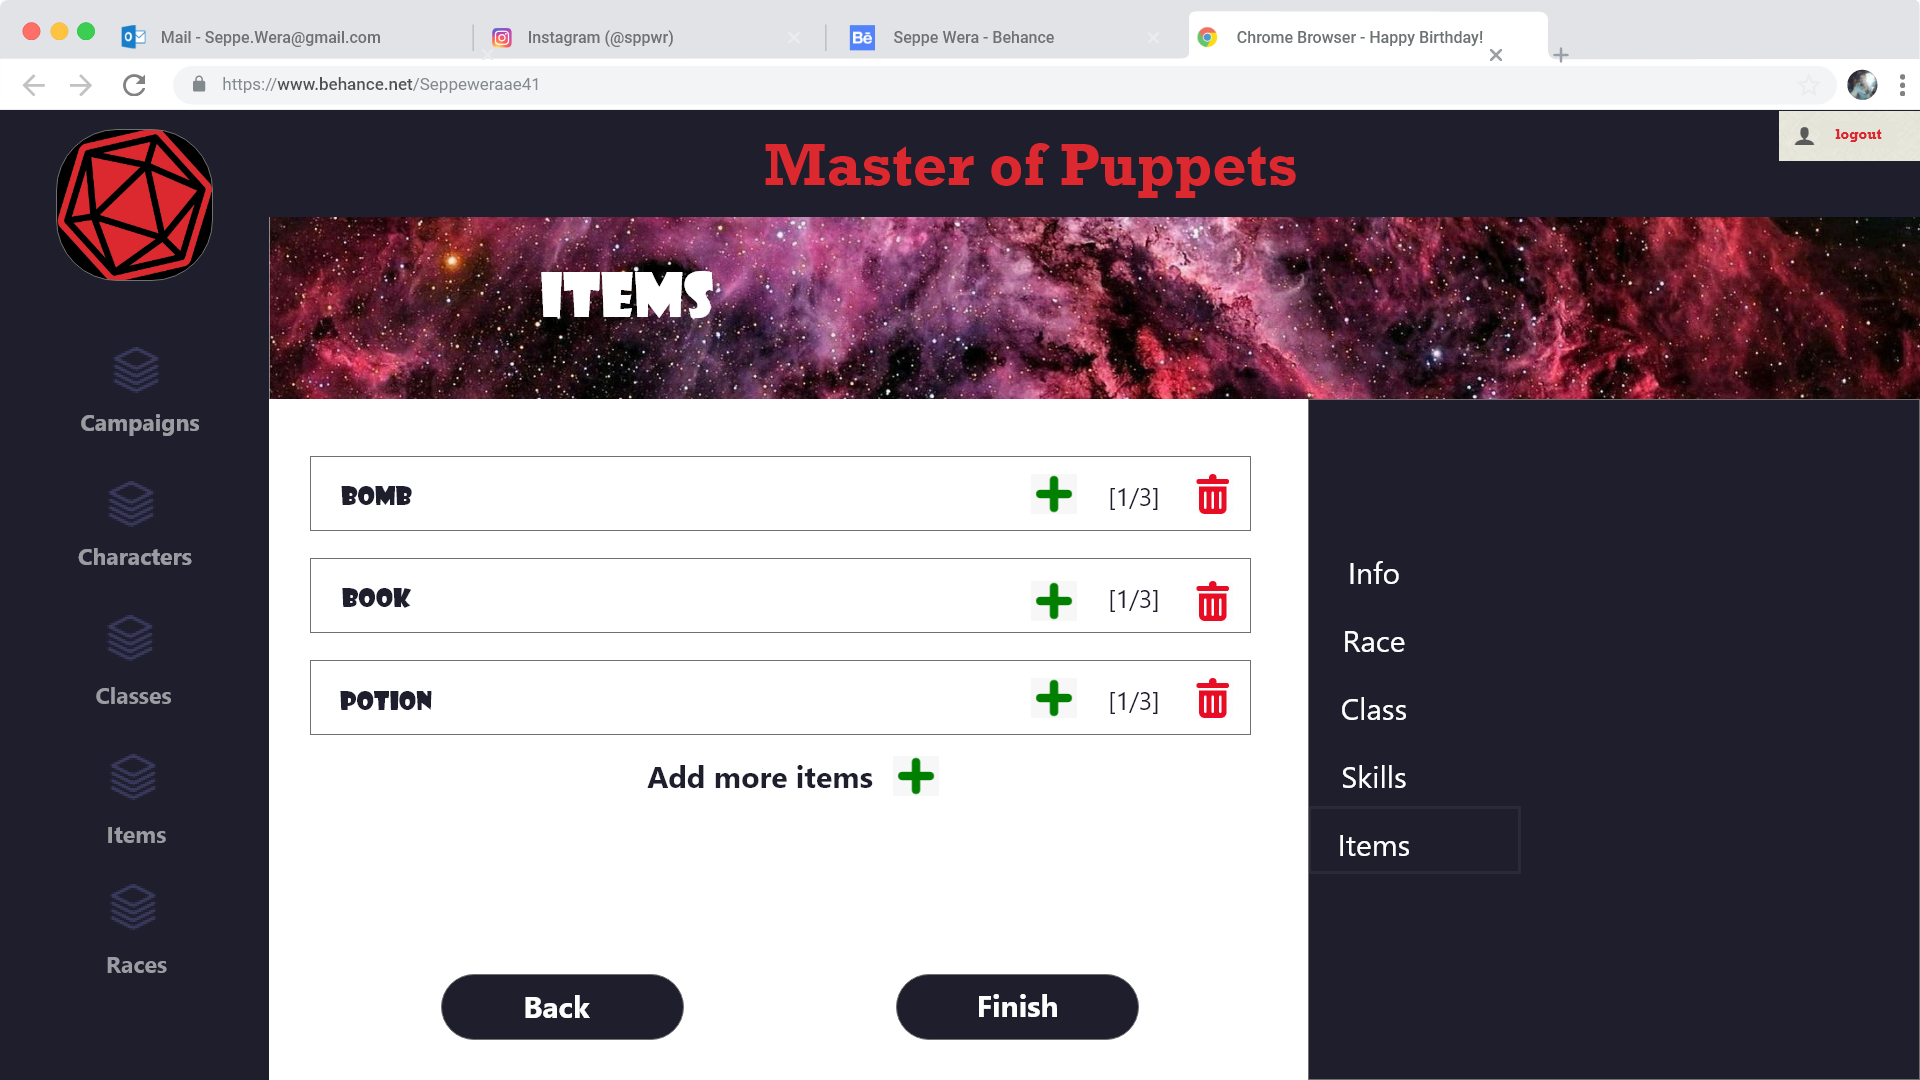 Mail - Seppe.Wera@gmail.com
Instagram (@sppwr)
Bē
Seppe Wera - Behance
Chrome Browser - Happy Birthday!
https://www.behance.net/Seppeweraae41
logout
Master of Puppets
ITEMS
Campaigns
Characters
Classes
Items
Races
BOMB
[1/3]
BOOK
[1/3]
POTION
[1/3]
Add more items
Back
Finish
Info
Race
Class
Skills
Items